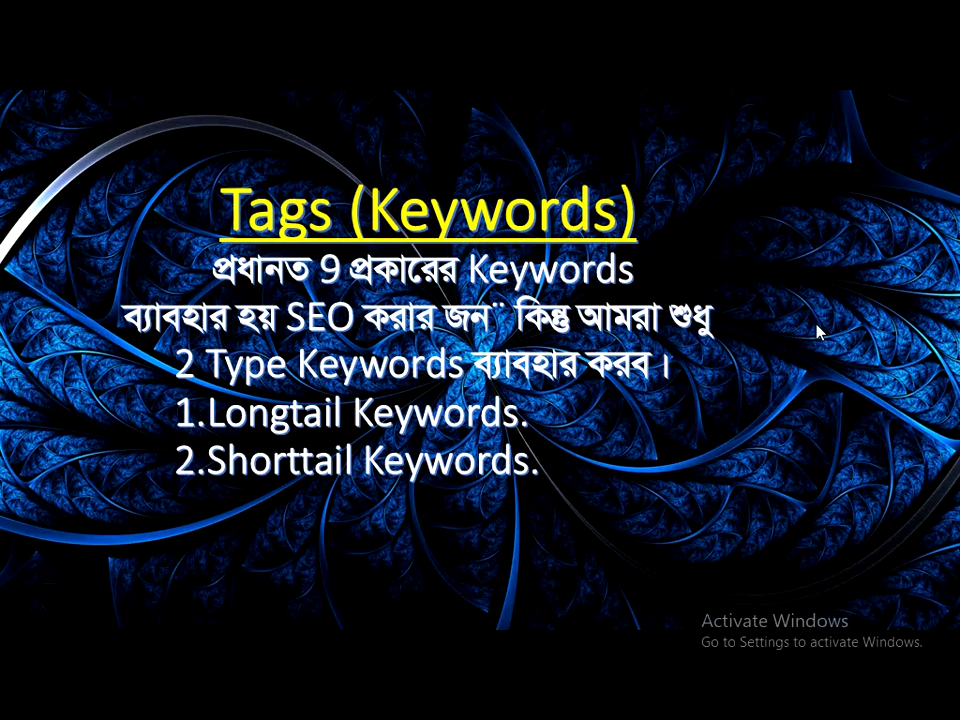 Tags (Keywords)
প্রধানত 9 প্রকারের Keywords
ব্যাবহার হয় SEO করার জন¨ কিন্তু আমরা শুধু
2 Type Keywords ব্যাবহার করব।
1.Longtail Keywords.
2.Shorttail Keywords.
Activate Windows
Go to Settings to activate Windows.